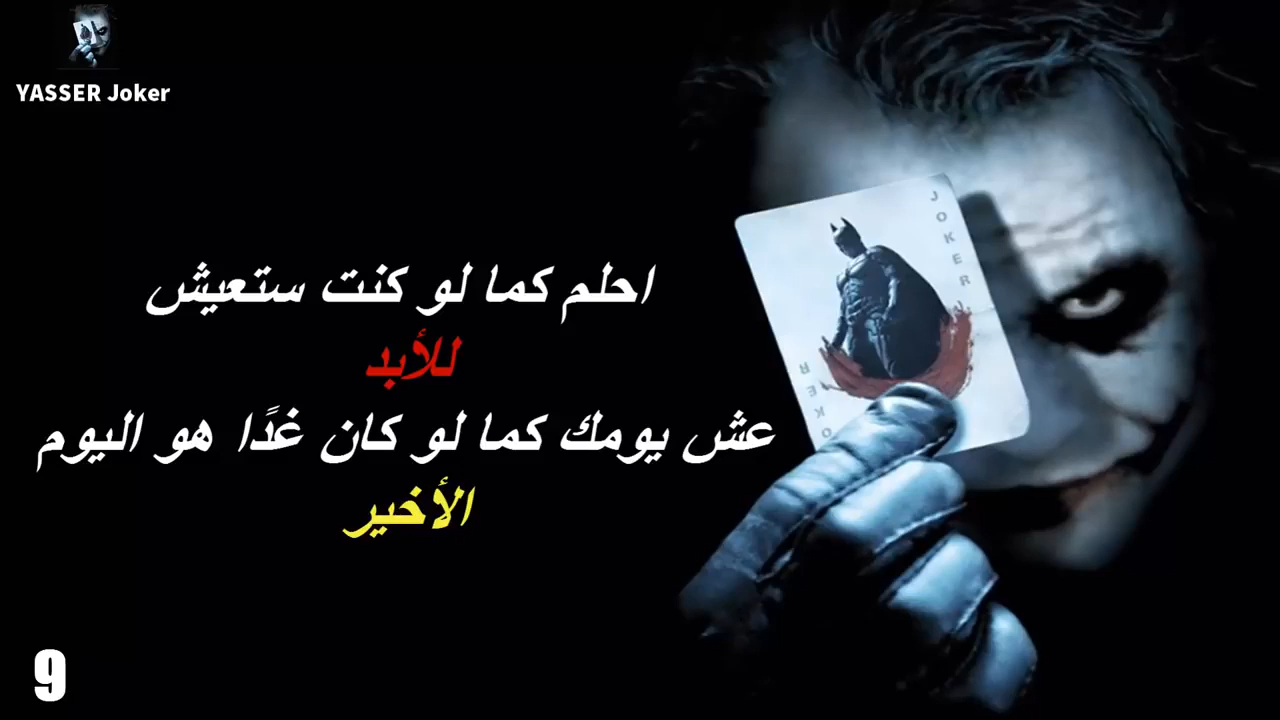 YASSER Joker
احلم كما لو كنت ستعيش
للأبد
عش يومك كما لو كان غدًا هو اليوم
الأخير
JOKER
JOKER
9